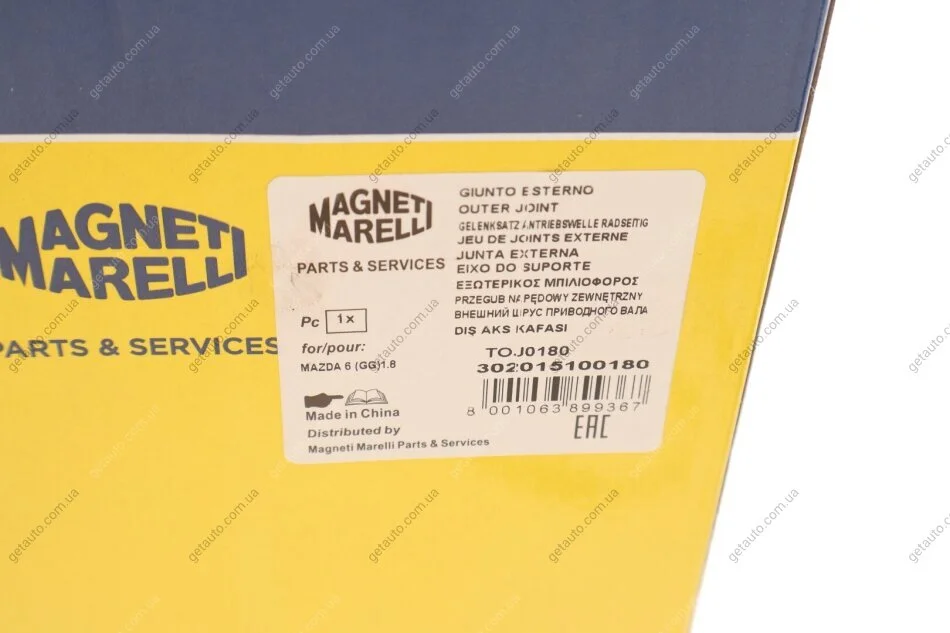 MAGNETI
MARELLI
PARTS & SERVICES
MAGNETI
MARELLI
PARTS & SERVICES
Pc 1x
for/pour:
MAZDA 6 (GG)1.8
Made in China
Distributed by
Magneti Marelli Parts & Services
GIUNTO ESTERNO
OUTER JOINT
GELENKSATZ ANTRIEBSWELLE RADSEITIG
JEU DE JOINTS EXTERNE
JUNTA EXTERNA
EIXO DO SUPORTE
ΕΞΩΤΕΡΙΚΟΣ ΜΠΙΛΙΟΦΟΡΟΣ
PRZEGUB NAPĘDOWY ZEWNĘTRZNY
ВНЕШНИЙ ШРУС ПРИВОДНОГО ВАЛА
DIŞ AKS KAFASI
TOJ0180
302015100180
8 001063 899367
EAC
getauto.com.ua